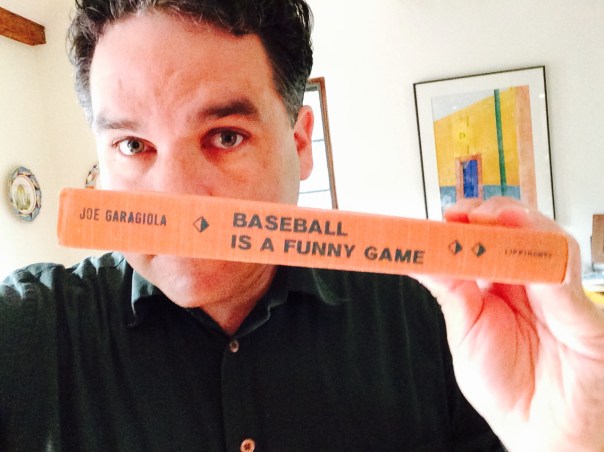 JOE GARAGIOLA
BASEBALL
IS A FUNNY GAME
LIPPINCOTT